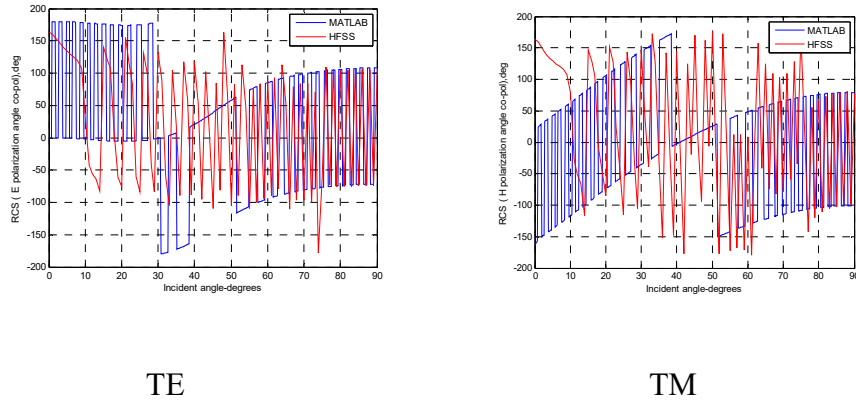 200
150
100
50
0
-50
-100
-150
-200
RCS ( E polarization angle co-pol),deg
0 10 20 30 40 50 60 70 80 90
Incident angle-degrees
MATLAB
HFSS
TE
200
150
100
50
0
-50
-100
-150
-200
RCS ( H polarization angle co-pol),deg
0 10 20 30 40 50 60 70 80 90
Incident angle-degrees
MATLAB
HFSS
TM